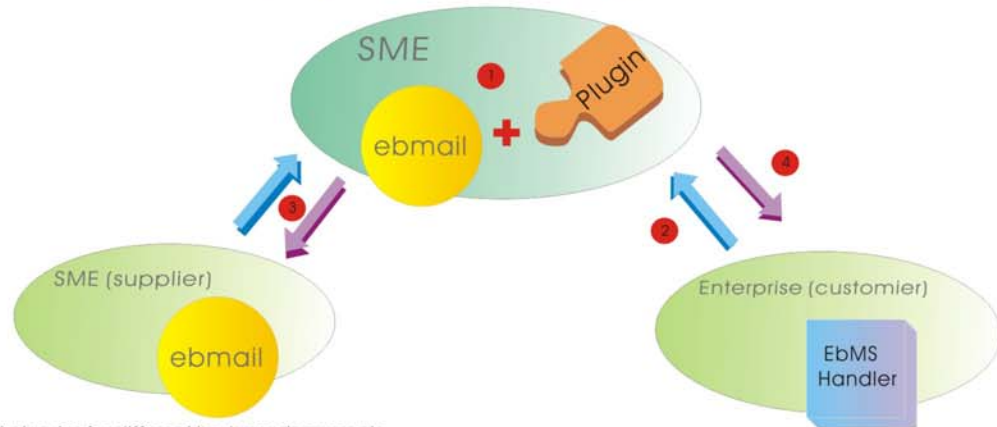 SME
1
Plugin
ebmail
+
4
3
2
SME (supplier)
ebmail
Enterprise (customier)
EbMS
Handler